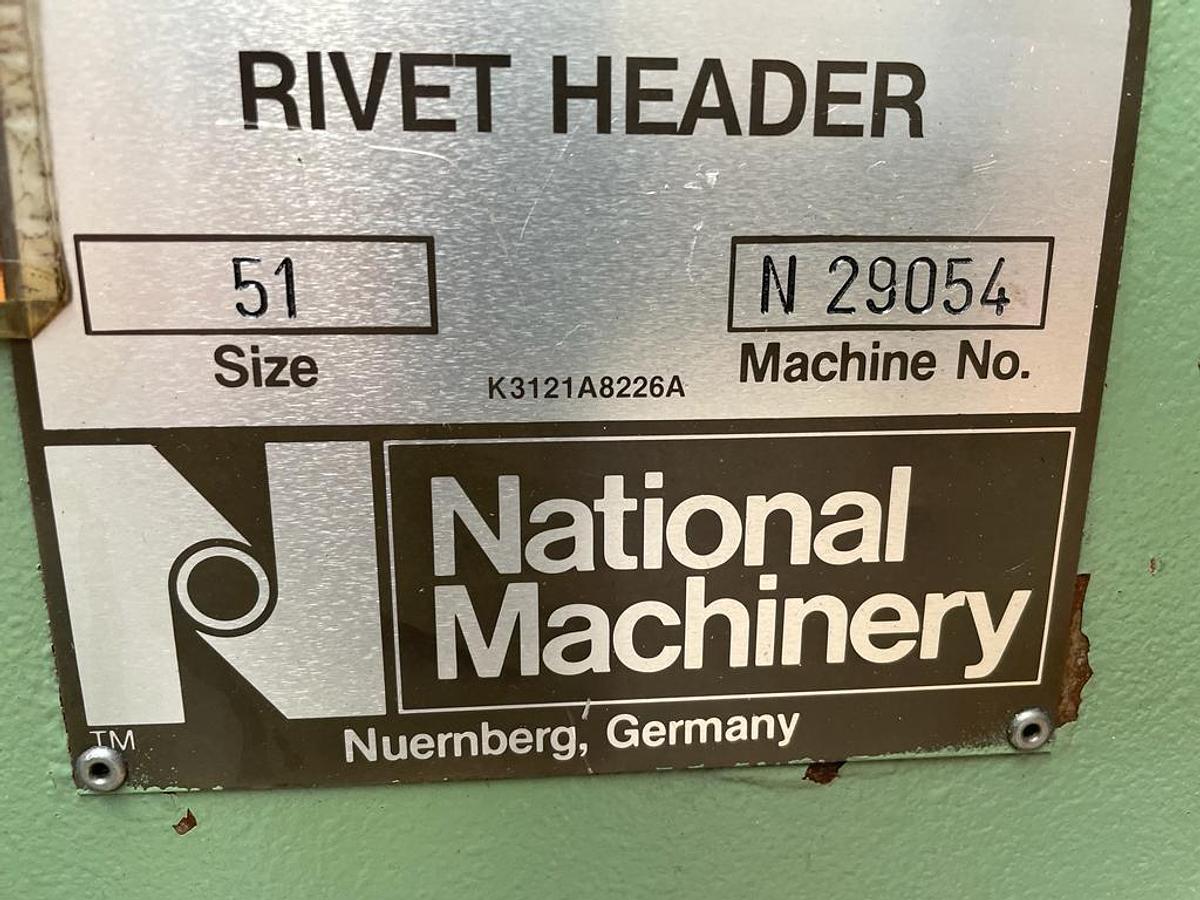 RIVET HEADER
51
N 29054
Size
Machine No.
K3121A8226A
National
Machinery
TM
Nuernberg, Germany